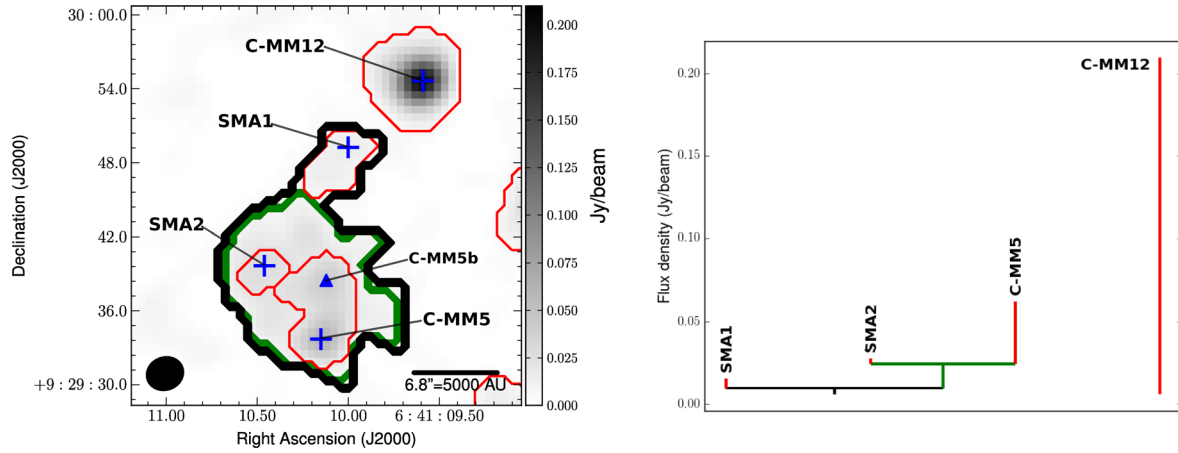 30 : 00.0
54.0
48.0
42.0
36.0
+9 : 29 : 30.0
Declination (J2000)
11.00
10.50
10.00
6 : 41 : 09.50
Right Ascension (J2000)
C-MM12
SMA1
SMA2
C-MM5b
C-MM5
6.8"=5000 AU
0.200
0.175
0.150
0.125
0.100
0.075
0.050
0.025
0.000
Jy/beam
0.20
0.15
0.10
0.05
0.00
Flux density (Jy/beam)
SMA1
SMA2
C-MM5
C-MM12